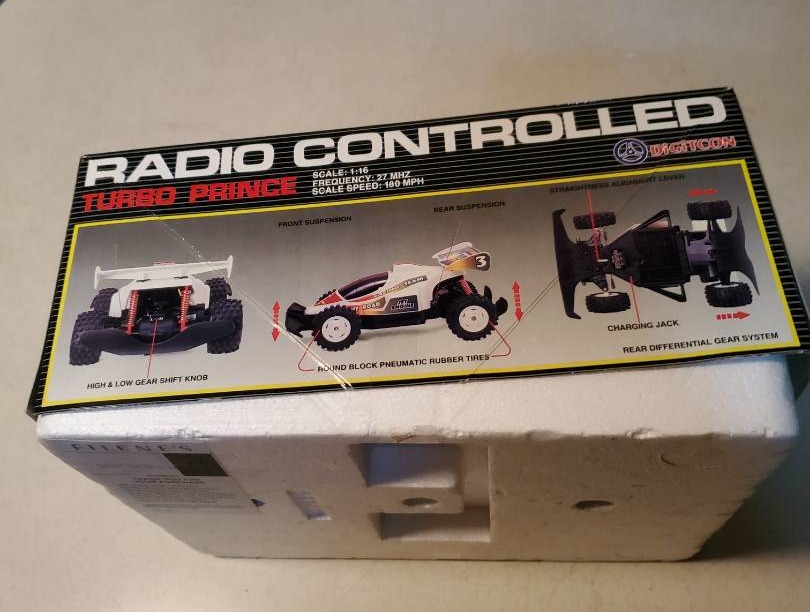 RADIO CONTROLLED
TURBO PRINCE
SCALE: 1:16
FREQUENCY: 27 MHZ
SCALE SPEED: 180 MPH
DIGITCON
FRONT SUSPENSION
REAR SUSPENSION
STRAIGHTNESS ALIGNMENT LEVER
3
ROAD
TEAM
HIGH & LOW GEAR SHIFT KNOB
ROUND BLOCK PNEUMATIC RUBBER TIRES
CHARGING JACK
REAR DIFFERENTIAL GEAR SYSTEM
FILENE'S